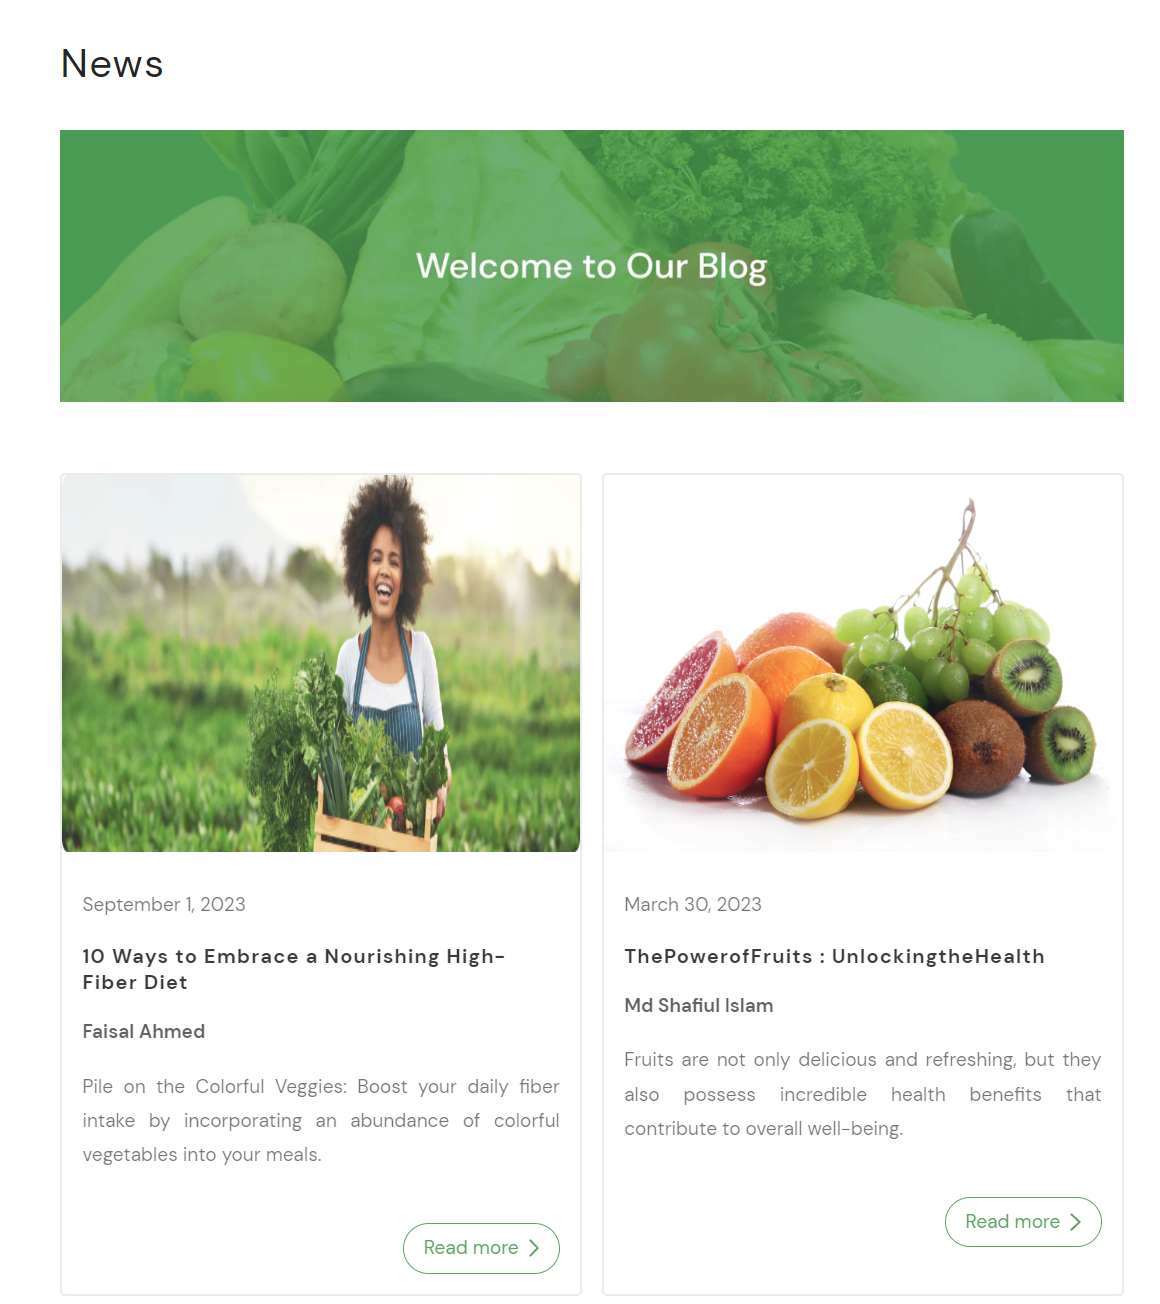 News
Welcome to Our Blog
September 1, 2023
10 Ways to Embrace a Nourishing High-
Fiber Diet
Faisal Ahmed
Pile on the Colorful Veggies: Boost your daily fiber
intake by incorporating an abundance of colorful
vegetables into your meals.
Read more
March 30, 2023
ThePowerofFruits : UnlockingtheHealth
Md Shafiul Islam
Fruits are not only delicious and refreshing, but they
also possess incredible health benefits that
contribute to overall well-being.
Read more